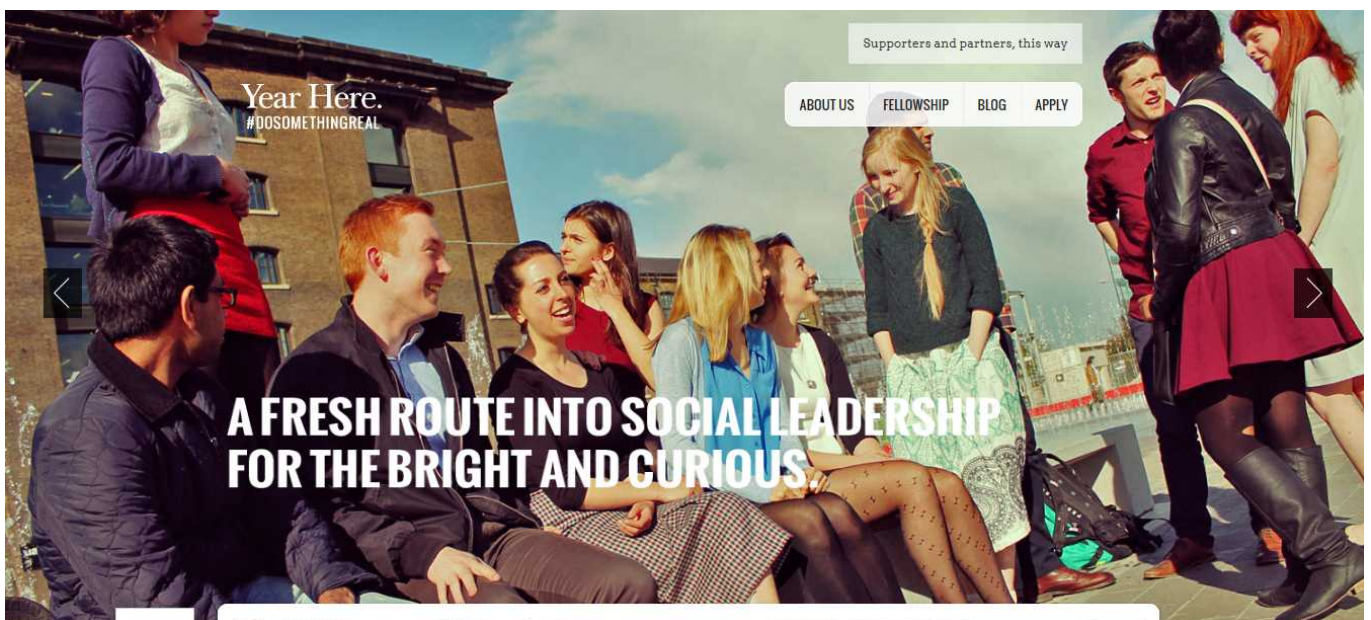 Supporters and partners, this way
Year Here.
#DOSOMETHINGREAL
ABOUT US FELLOWSHIP BLOG APPLY
A FRESH ROUTE INTO SOCIAL LEADERSHIP
FOR THE BRIGHT AND CURIOUS.